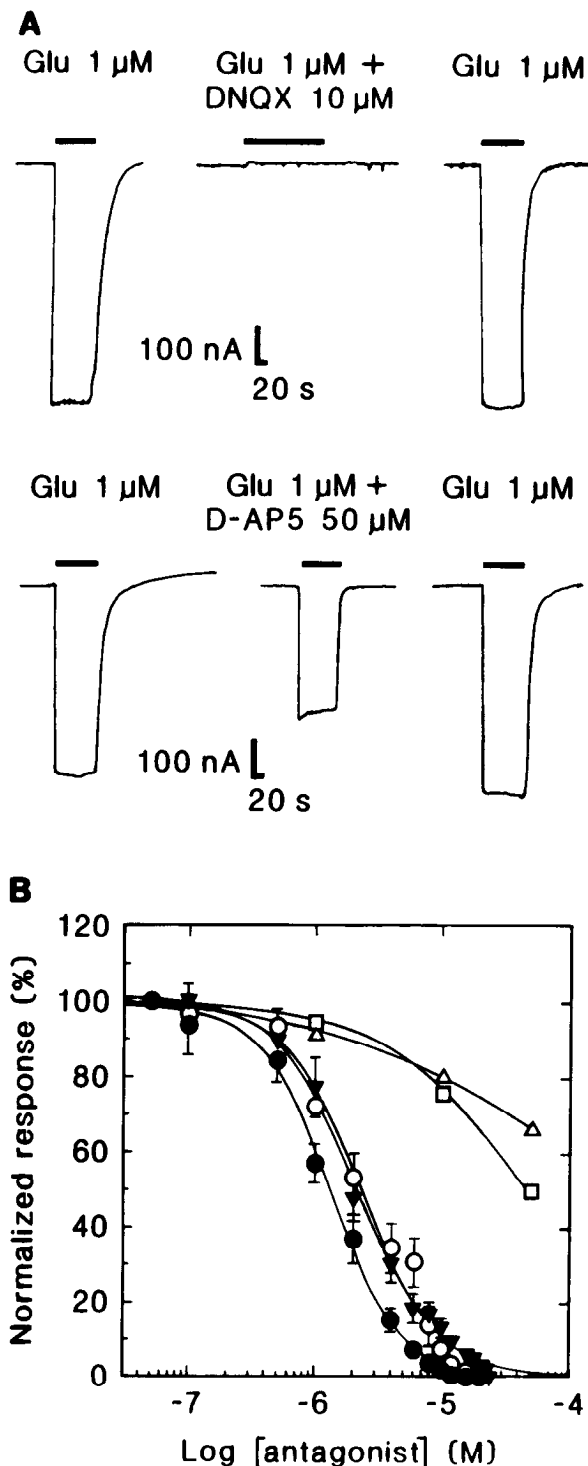 A
Glu 1 µM
Glu 1 µM +
DNQX 10 µM
Glu 1 µM
100 nA
20 s
Glu 1 µM
Glu 1 µM +
D-AP5 50 µM
Glu 1 µM
100 nA
20 s
B
Normalized response (%)
120
100
80
60
40
20
0
-7
-6
-5
-4
Log [antagonist] (M)